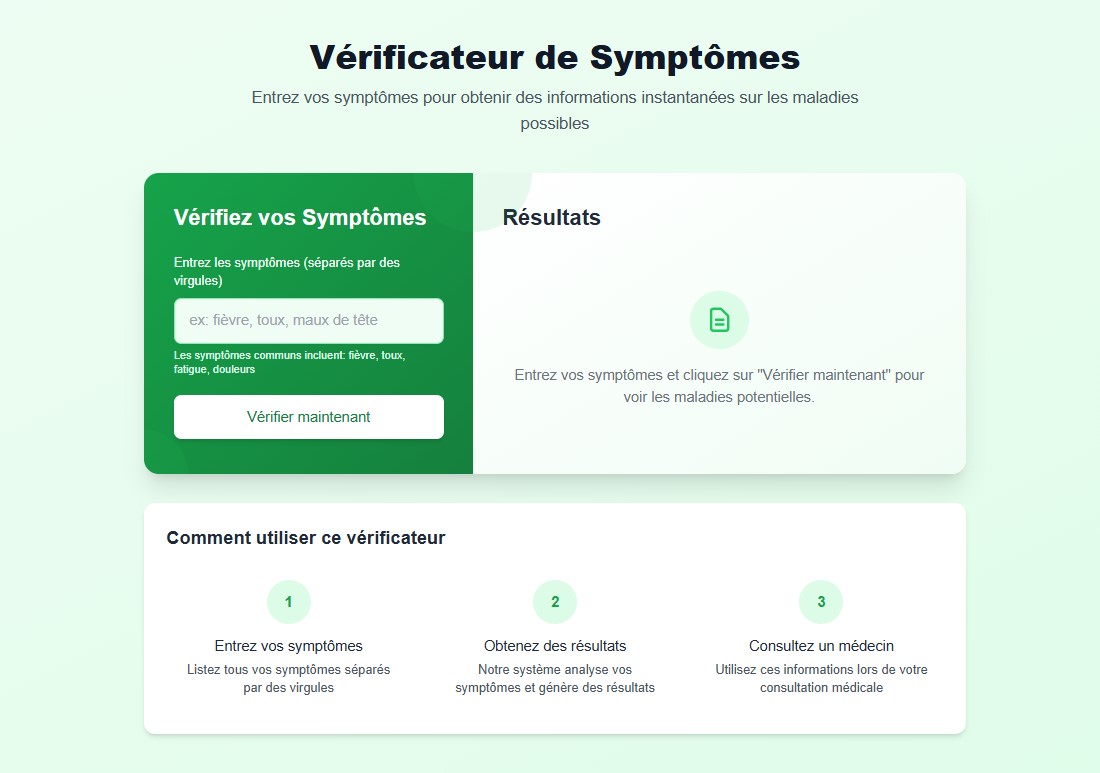 Vérificateur de Symptômes
Entrez vos symptômes pour obtenir des informations instantanées sur les maladies
possibles
Vérifiez vos Symptômes
Entrez les symptômes (séparés par des
virgules)
ex: fièvre, toux, maux de tête
Les symptômes communs incluent: fièvre, toux,
fatigue, douleurs
Vérifier maintenant
Résultats
Entrez vos symptômes et cliquez sur "Vérifier maintenant" pour
voir les maladies potentielles.
Comment utiliser ce vérificateur
1
Entrez vos symptômes
Listez tous vos symptômes séparés
par des virgules
2
Obtenez des résultats
Notre système analyse vos
symptômes et génère des résultats
3
Consultez un médecin
Utilisez ces informations lors de votre
consultation médicale